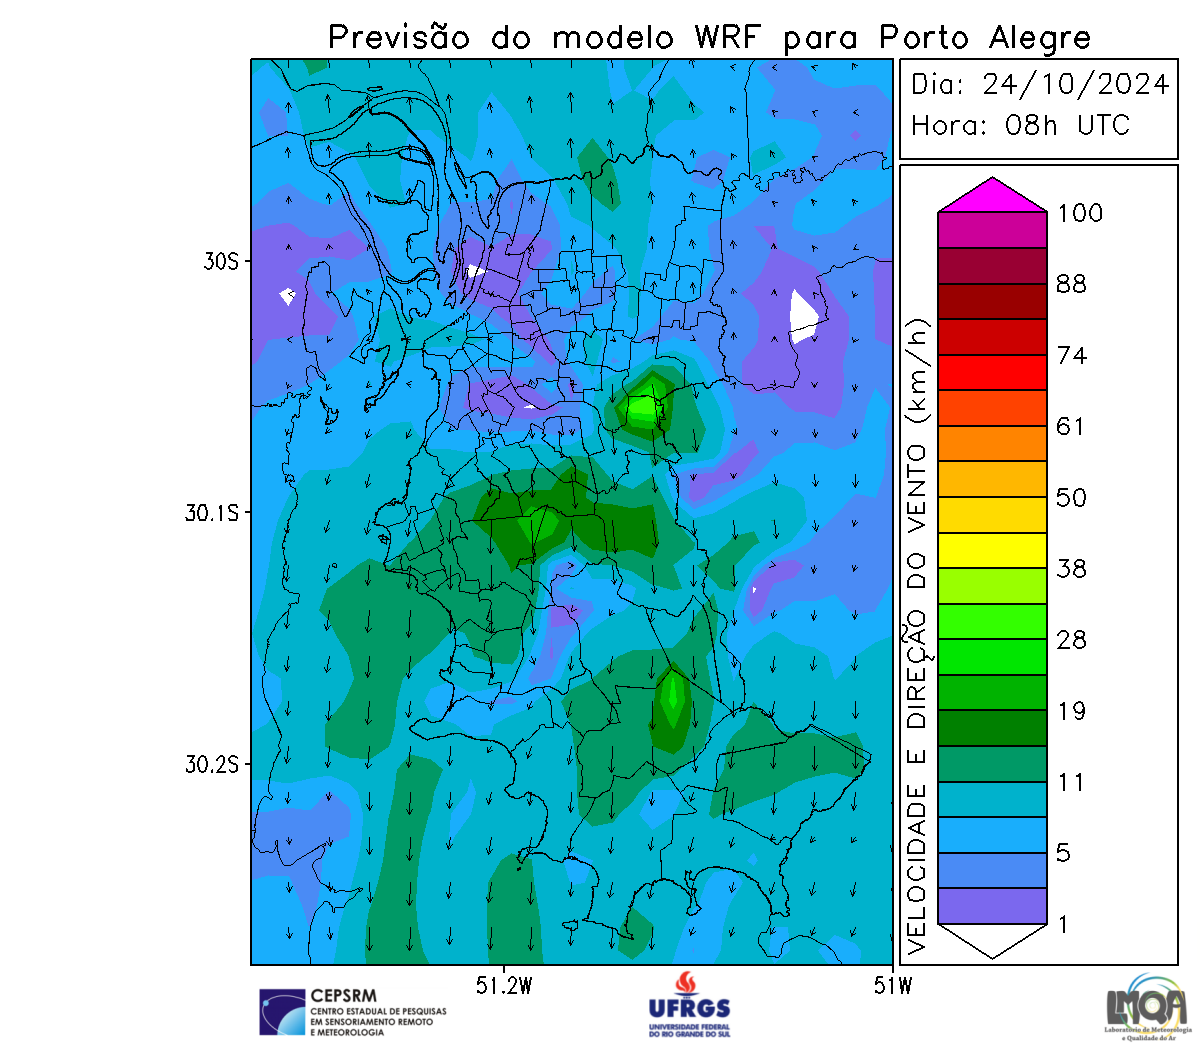 Previsão do modelo WRF para Porto Alegre
Dia: 24/10/2024
Hora: 08h UTC
30S
30.1S
30.2S
51.2W
51W
VELOCIDADE E DIREÇÃO DO VENTO (km/h)
100
88
74
61
50
38
28
19
11
5
1
CEPSRM
CENTRO ESTADUAL DE PESQUISAS
EM SENSORIAMENTO REMOTO
E METEOROLOGIA
UFRGS
UNIVERSIDADE FEDERAL
DO RIO GRANDE DO SUL
LMQA
Laboratório de Meteorologia
e Qualidade do Ar